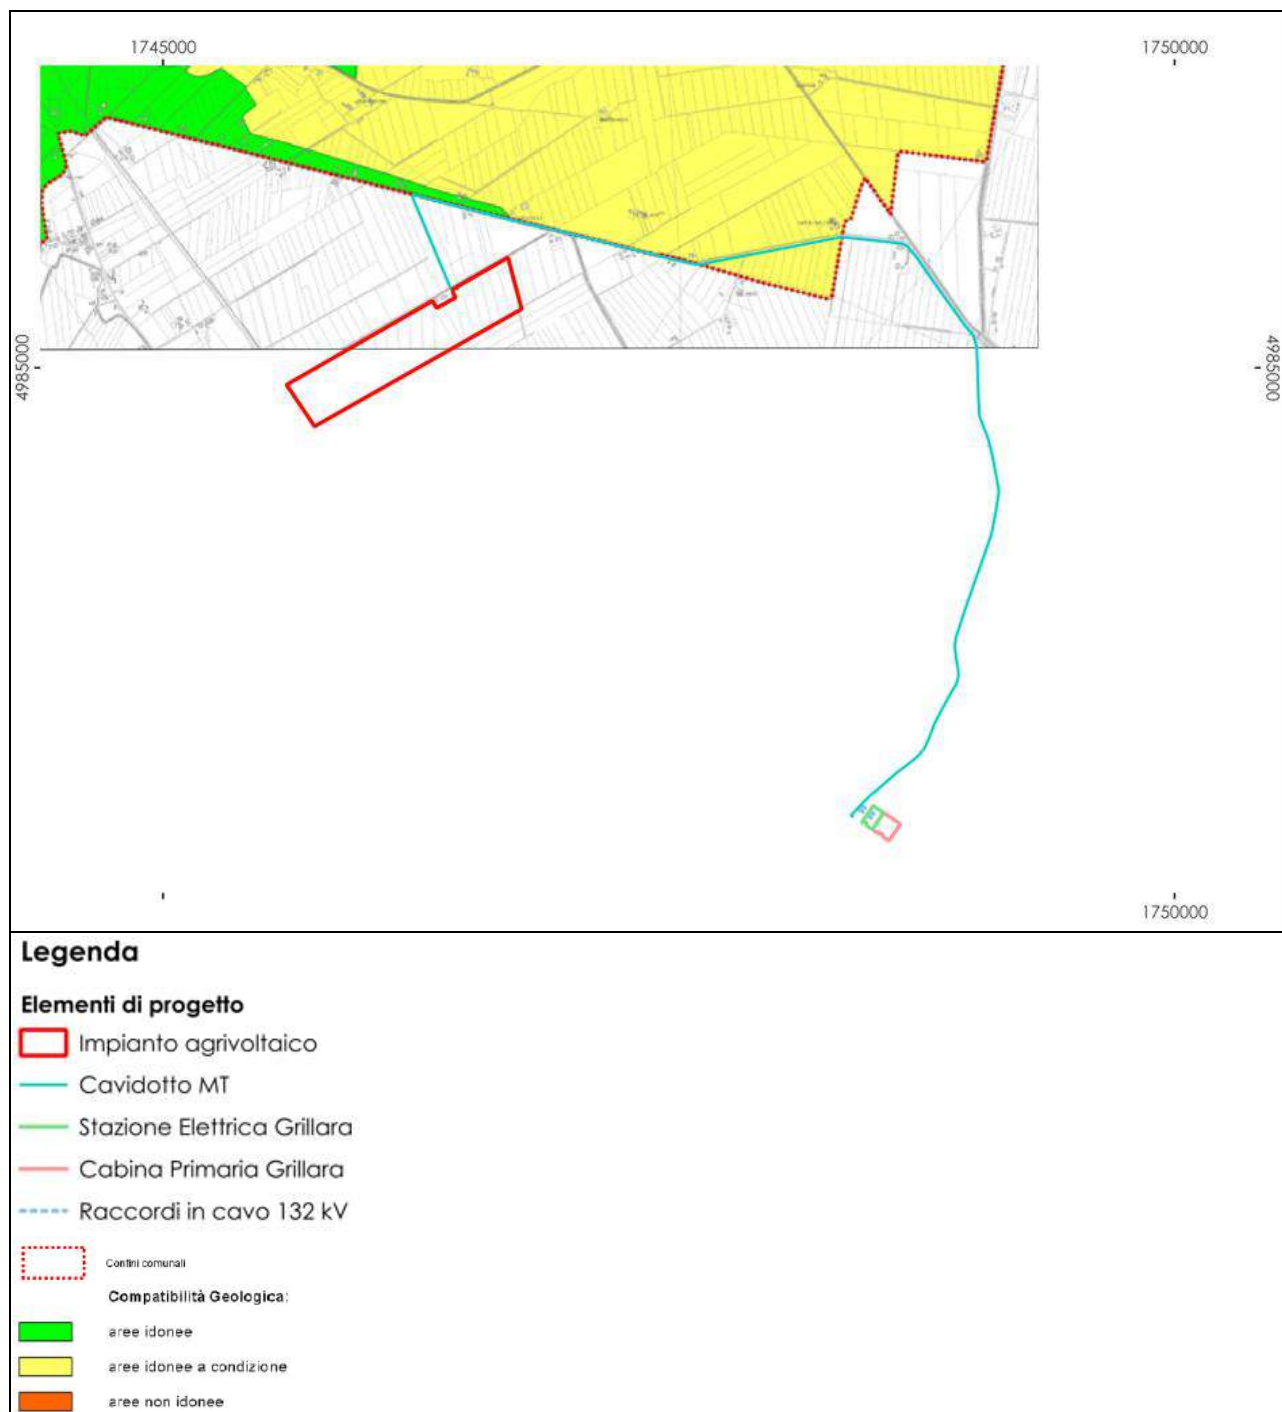 1745000 1750000
4985000 4985000
1750000
Legenda
Elementi di progetto
Impianto agrivoltaico
Cavidotto MT
Stazione Elettrica Grillara
Cabina Primaria Grillara
Raccordi in cavo 132 kV
Confini comunali
Compatibilità Geologica:
aree idonee
aree idonee a condizione
aree non idonee